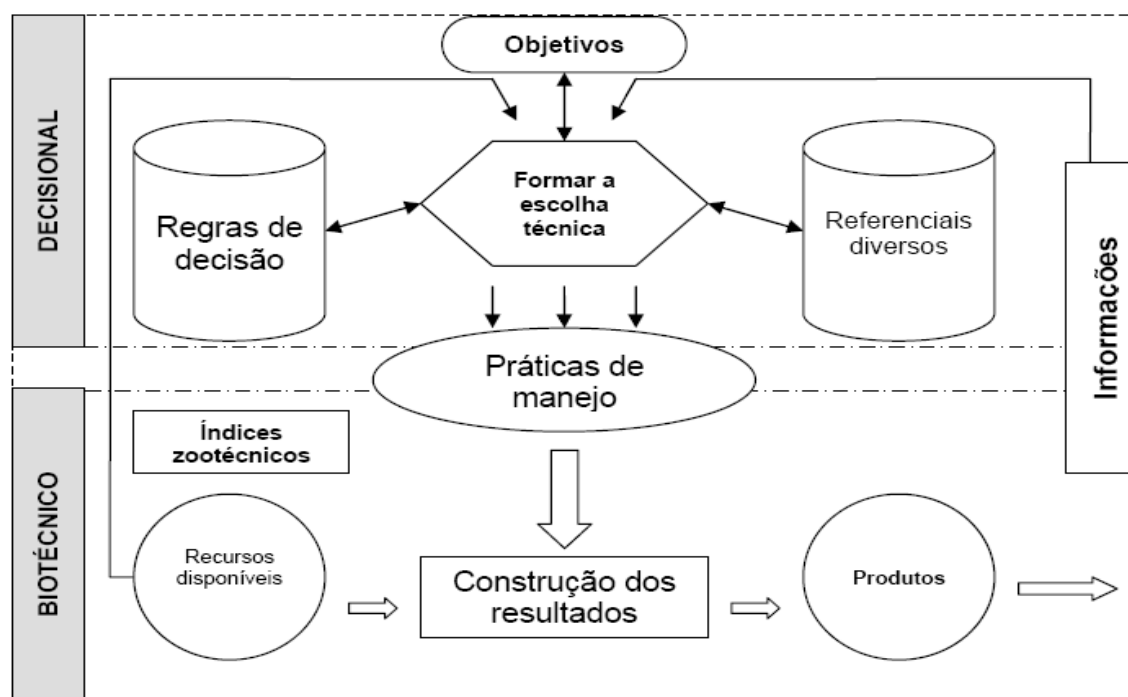 DECISIONAL
Objetivos
Regras de
decisão
Formar a
escolha
técnica
Referenciais
diversos
Informações
Práticas de
manejo
BIOTÉCNICO
Índices
zootécnicos
Recursos
disponíveis
Construção dos
resultados
Produtos